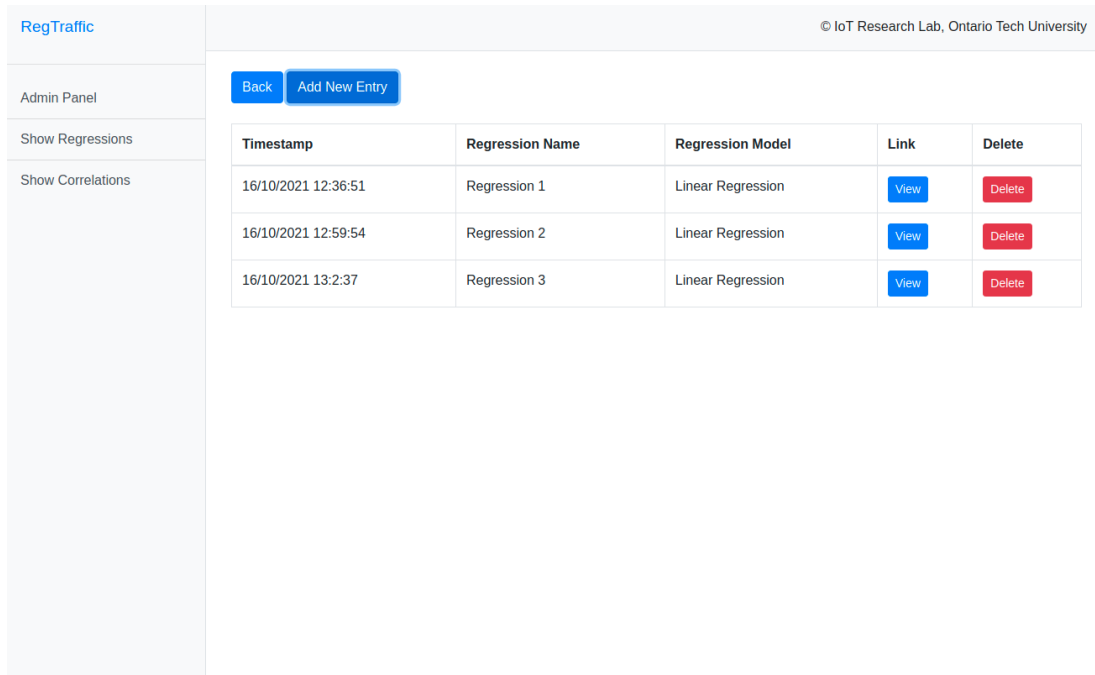 RegTraffic
© IoT Research Lab, Ontario Tech University
Admin Panel
Show Regressions
Show Correlations
Back Add New Entry
Timestamp Regression Name Regression Model Link Delete
16/10/2021 12:36:51 Regression 1 Linear Regression View Delete
16/10/2021 12:59:54 Regression 2 Linear Regression View Delete
16/10/2021 13:2:37 Regression 3 Linear Regression View Delete